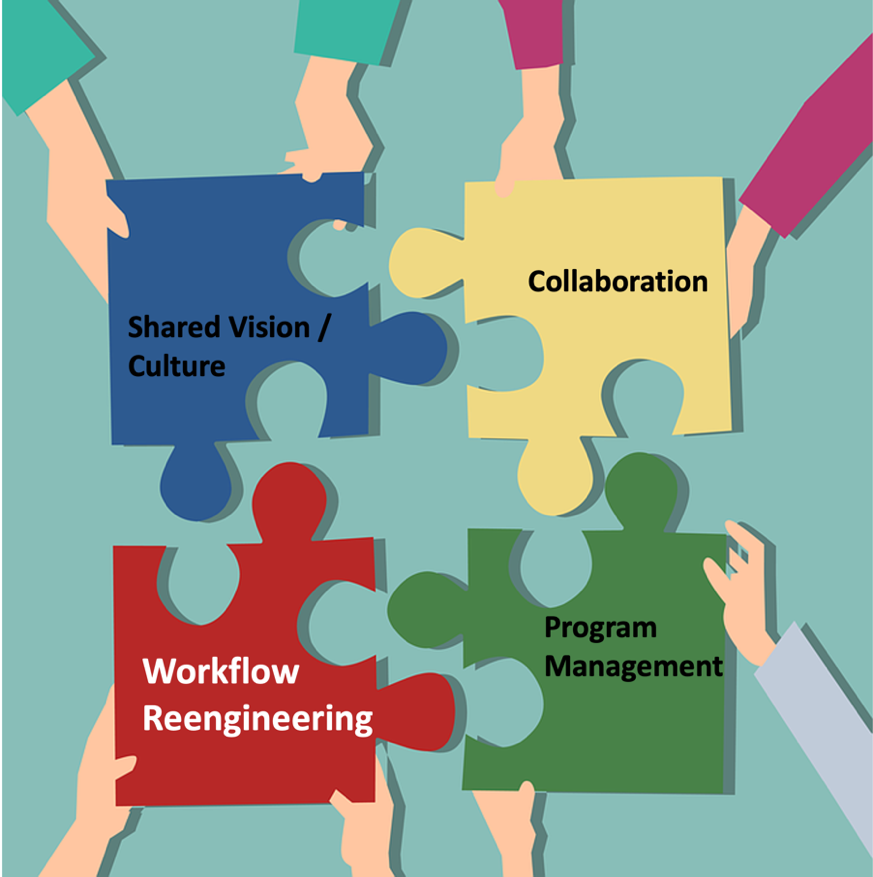 Shared Vision /
Culture
Collaboration
Workflow
Reengineering
Program
Management